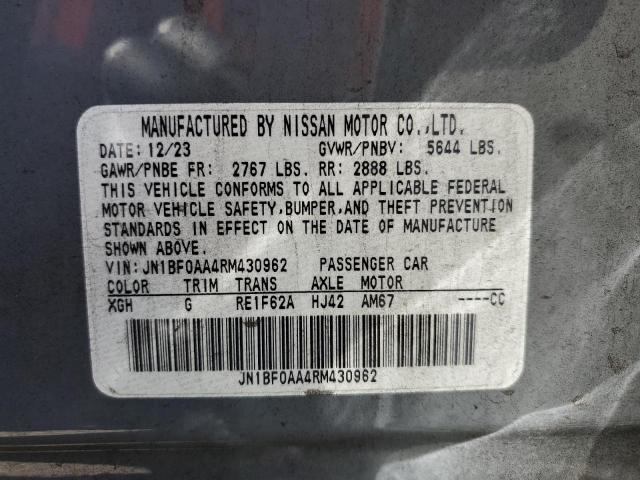 MANUFACTURED BY NISSAN MOTOR CO.,LTD.
DATE: 12/23 GVWR/PNBV: 5644 LBS.
GAWR/PNBE FR: 2767 LBS. RR: 2888 LBS.
THIS VEHICLE CONFORMS TO ALL APPLICABLE FEDERAL
MOTOR VEHICLE SAFETY,BUMPER,AND THEFT PREVENTION
STANDARDS IN EFFECT ON THE DATE OF MANUFACTURE
SHOWN ABOVE.
VIN:JN1BF0AA4RM430962 PASSENGER CAR
COLOR TRIM TRANS AXLE MOTOR
XGH G RE1F62A HJ42 AM67 ----CC
JN1BF0AA4RM430962